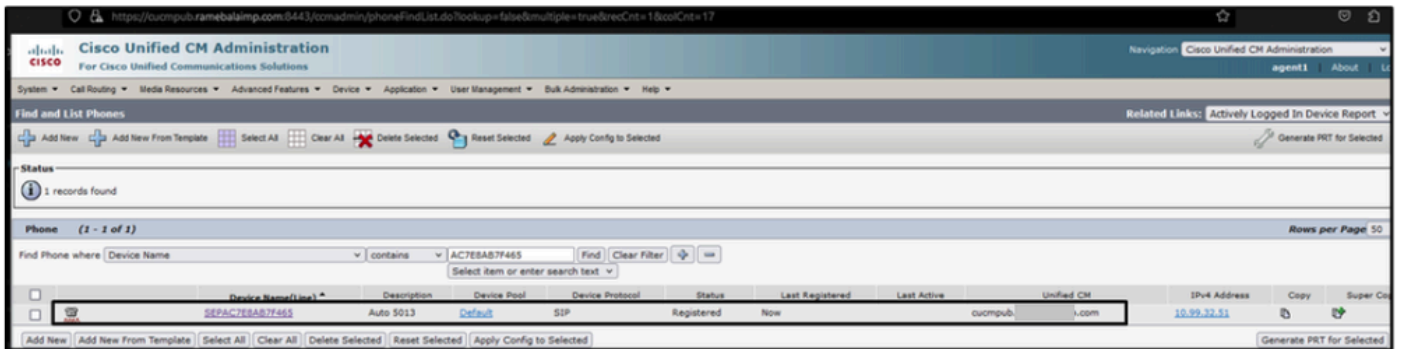 https://cucmpub.ramebalaimp.com:8443/ccmadmin/phoneFindList.do?lookup=false&multiple=true&recCnt=1&colCnt=17
CISCO
Cisco Unified CM Administration
For Cisco Unified Communications Solutions
Navigation Cisco Unified CM Administration
agent1 About Lo
System Call Routing Media Resources Advanced Features Device Application User Management Bulk Administration Help
Find and List Phones Related Links: Actively Logged In Device Report
Add New Add New From Template Select All Clear All Delete Selected Reset Selected Apply Config to Selected Generate PRT for Selected
Status
1 records found
Phone (1 - 1 of 1) Rows per Page 50
Find Phone where Device Name contains AC7E8AB7F465 Find Clear Filter
Select item or enter search text
Device Name(Line) Description Device Pool Device Protocol Status Last Registered Last Active Unified CM IPv4 Address Copy Super Cop
SEPAC7E8AB7F465 Auto 5013 Default SIP Registered Now cucmpub. .com 10.99.32.51
Add New Add New From Template Select All Clear All Delete Selected Reset Selected Apply Config to Selected Generate PRT for Selected